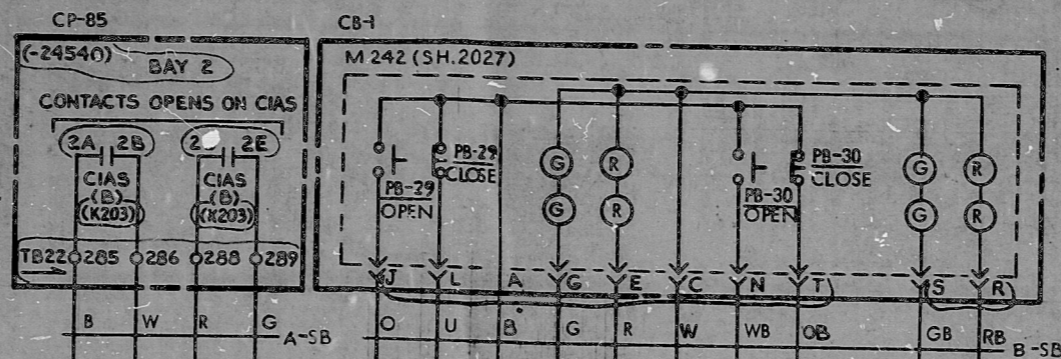 CP-85
(-24540)
BAY 2
CONTACTS OPENS ON CIAS
2A 2B
2E
CIAS
(B)
(K203)
CIAS
(B)
(K203)
TB22 285 286 288 289
B W R G A-SB
CB-1
M 242 (SH.2027)
PB-29
OPEN
PB-29
CLOSE
G
G
R
R
PB-30
OPEN
PB-30
CLOSE
G
G
R
R
J L A G E C N T S R
O U B G R W WB OB GB RB B-SB